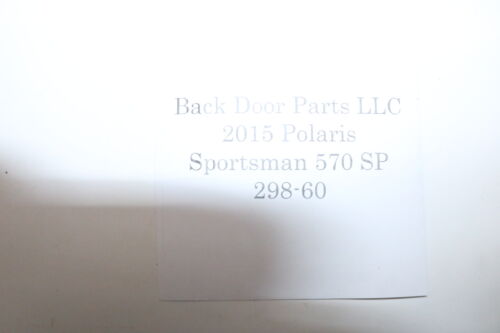 Back Door Parts LLC
2015 Polaris
Sportsman 570 SP
298-60